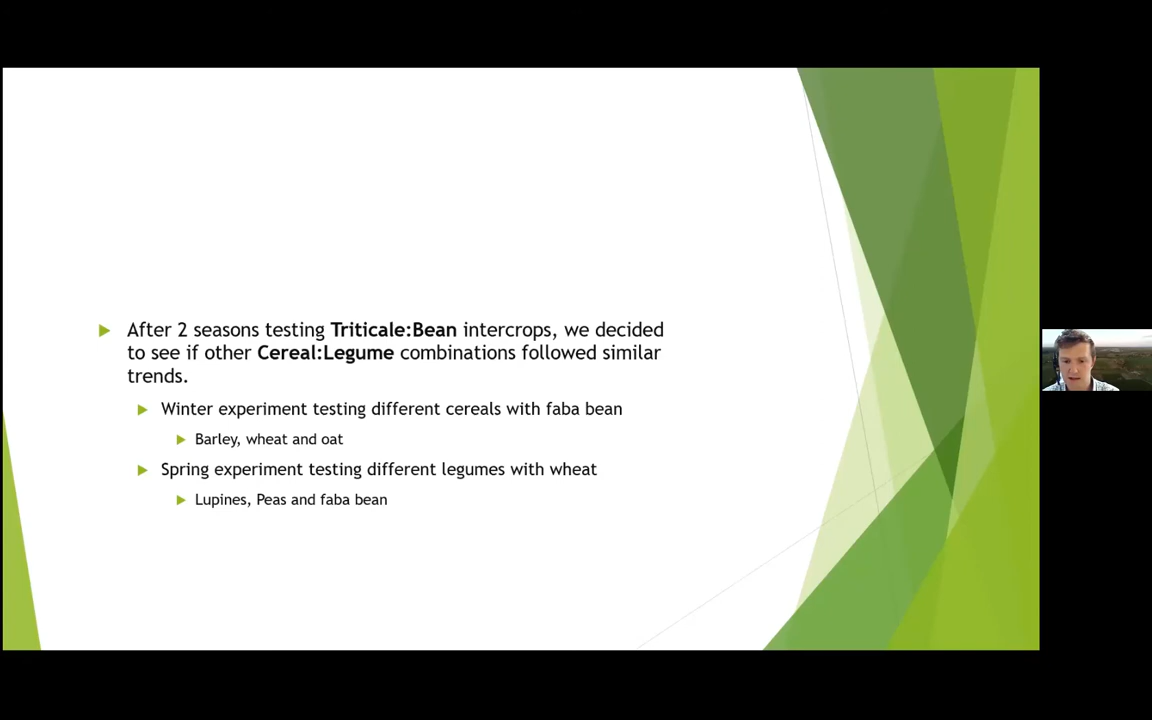 After 2 seasons testing Triticale:Bean intercrops, we decided
to see if other Cereal:Legume combinations followed similar
trends.
Winter experiment testing different cereals with faba bean
Barley, wheat and oat
Spring experiment testing different legumes with wheat
Lupines, Peas and faba bean